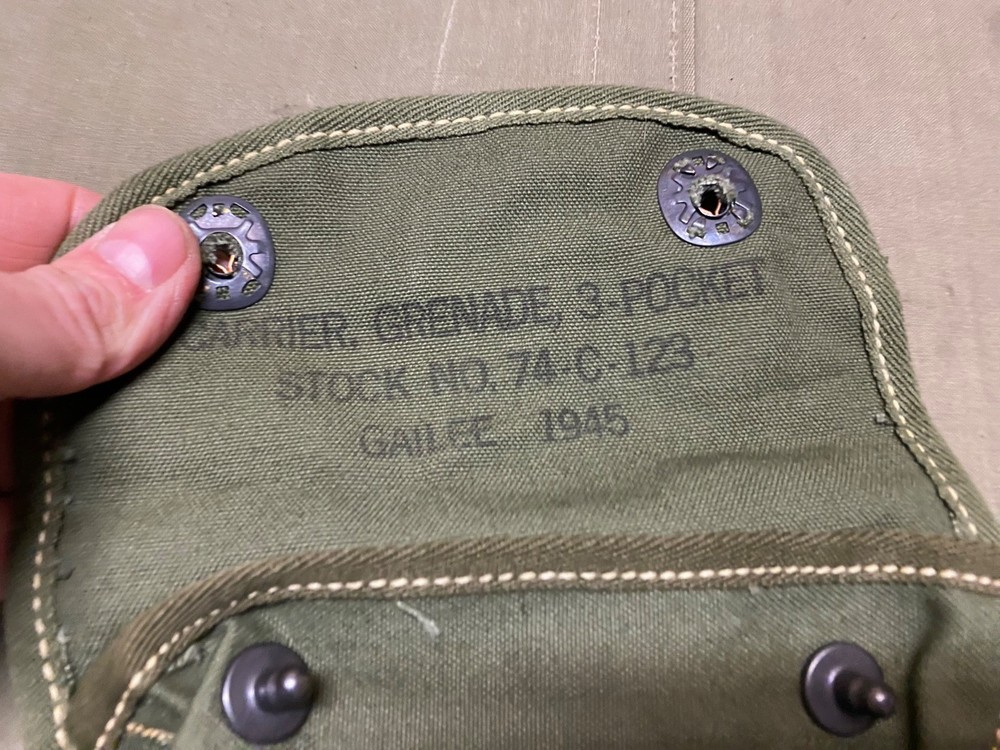 CARRIER, GRENADE, 3 POCKET
STOCK NO. 74-C-123
GAILEE 1945